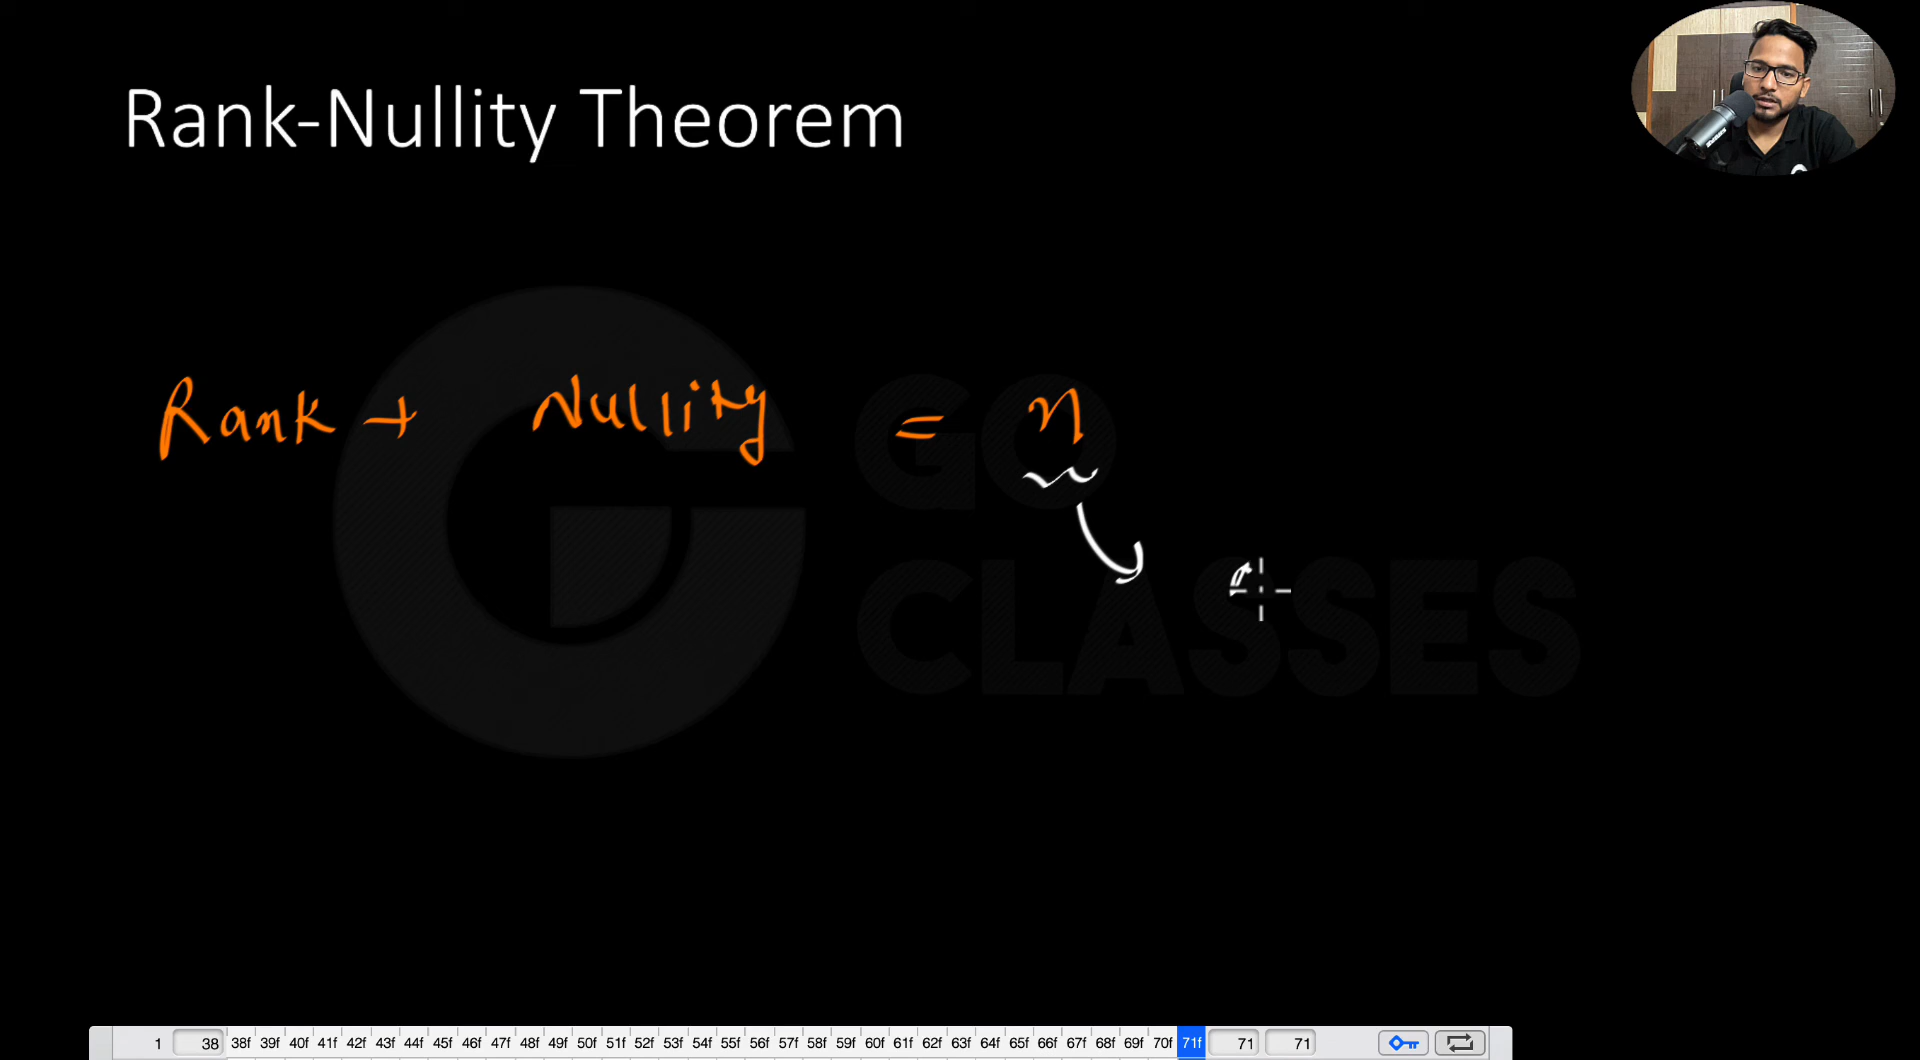 Rank-Nullity Theorem
Rank + Nullity = n
GO
CLASSES
1 38 38f 39f 40f 41f 42f 43f 44f 45f 46f 47f 48f 49f 50f 51f 52f 53f 54f 55f 56f 57f 58f 59f 60f 61f 62f 63f 64f 65f 66f 67f 68f 69f 70f 71f 71 71